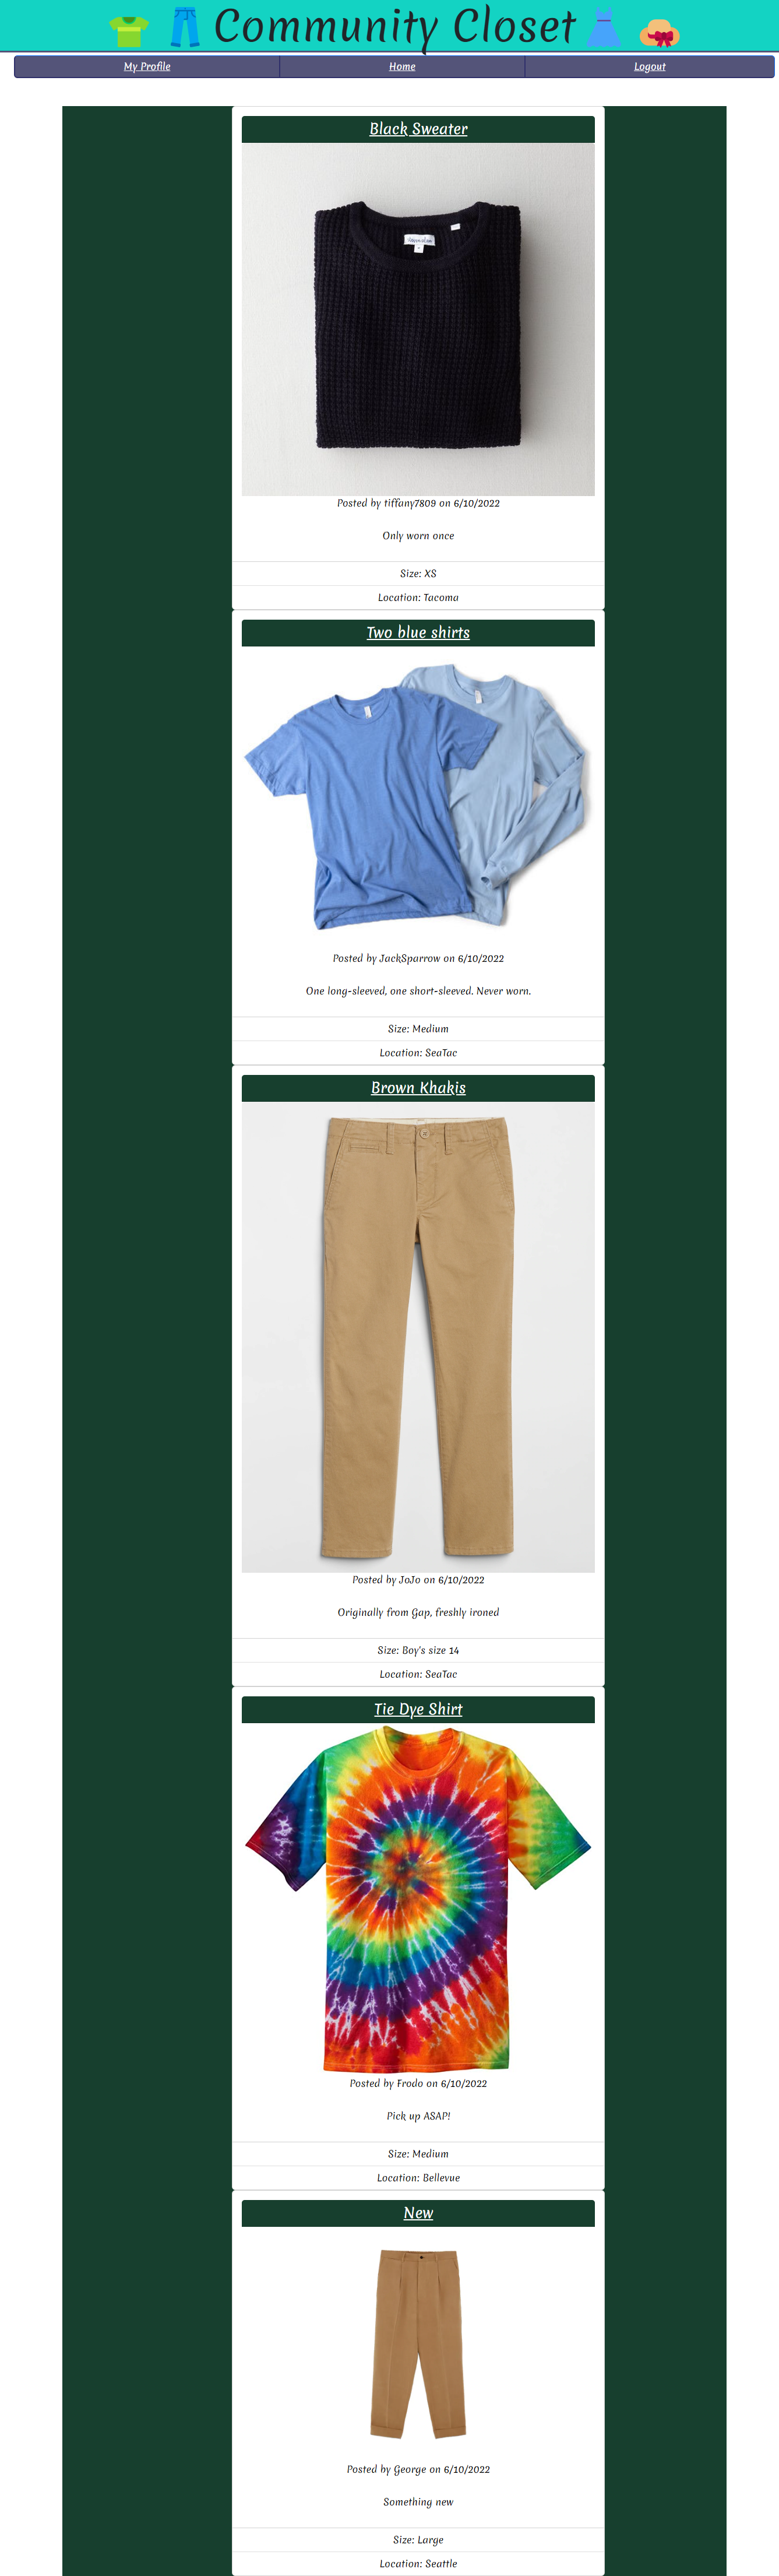 Community Closet
My Profile
Home
Logout
Black Sweater
Posted by tiffany7809 on 6/10/2022
Only worn once
Size: XS
Location: Tacoma
Two blue shirts
Posted by JackSparrow on 6/10/2022
One long-sleeved, one short-sleeved. Never worn.
Size: Medium
Location: SeaTac
Brown Khakis
Posted by JoJo on 6/10/2022
Originally from Gap, freshly ironed
Size: Boy's size 14
Location: SeaTac
Tie Dye Shirt
Posted by Frodo on 6/10/2022
Pick up ASAP!
Size: Medium
Location: Bellevue
New
Posted by George on 6/10/2022
Something new
Size: Large
Location: Seattle